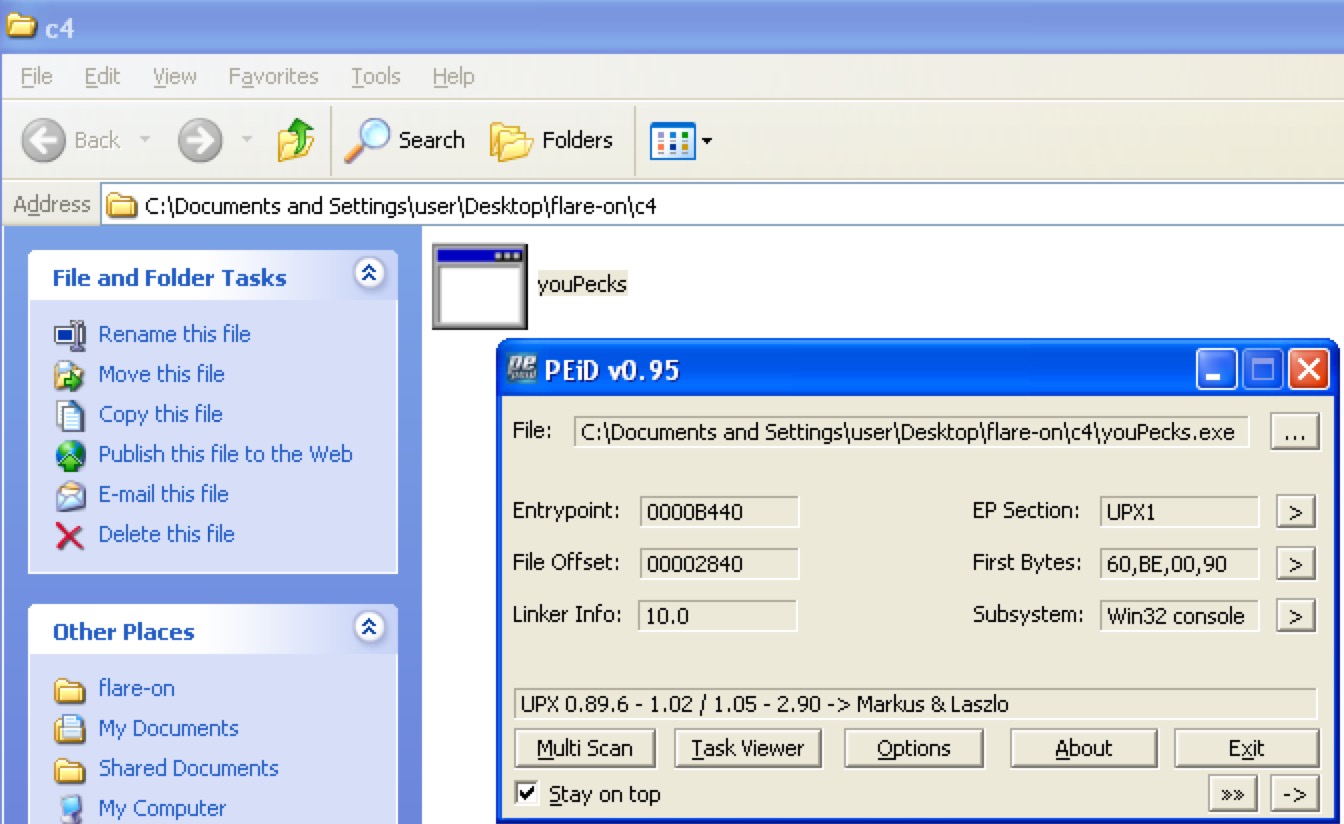 c4
File Edit View Favorites Tools Help
Back Search Folders
Address C:\Documents and Settings\user\Desktop\flare-on\c4
File and Folder Tasks
Rename this file
Move this file
Copy this file
Publish this file to the Web
E-mail this file
Delete this file
Other Places
flare-on
My Documents
Shared Documents
My Computer
youPecks
PEiD v0.95
File: C:\Documents and Settings\user\Desktop\flare-on\c4\youPecks.exe ...
Entrypoint: 0000B440 EP Section: UPX1 >
File Offset: 00002840 First Bytes: 60,BE,00,90 >
Linker Info: 10.0 Subsystem: Win32 console >
UPX 0.89.6 - 1.02 / 1.05 - 2.90 -> Markus & Laszlo
Multi Scan Task Viewer Options About Exit
Stay on top »» ->